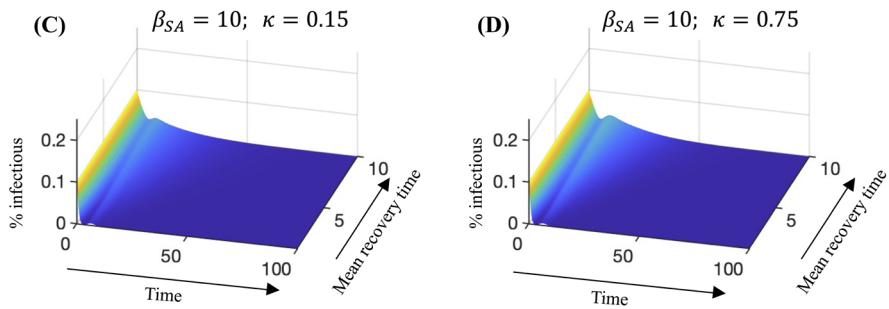 (C) β_SA = 10; κ = 0.15
0.2
0.1
0
% infectious
0
50
100
Time
5
10
Mean recovery time
(D) β_SA = 10; κ = 0.75
0.2
0.1
0
% infectious
0
50
100
Time
5
10
Mean recovery time